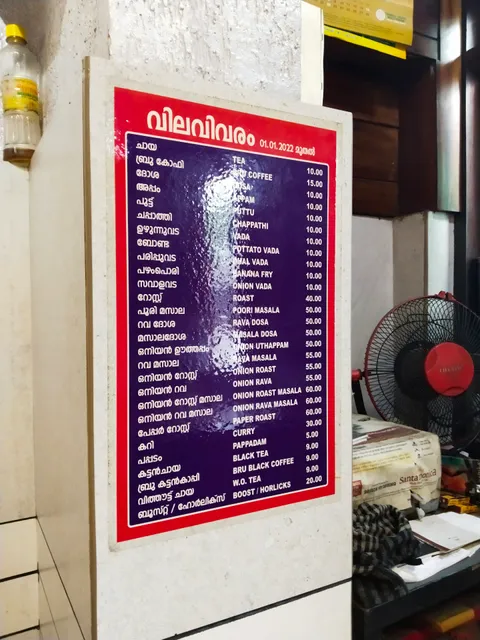 വിലവിവരം 01.01.2022 മുതൽ
ചായ TEA 10.00
ബ്രൂ കോഫി BRU COFFEE 15.00
ദോശ DOSA 10.00
അപ്പം APPAM 10.00
പൂട്ട് PUTTU 10.00
ചപ്പാത്തി CHAPPATHI 10.00
ഉഴുന്നുവട VADA 10.00
ബോണ്ട POTTATO VADA 10.00
പരിപ്പുവട DHAL VADA 10.00
പഴംപൊരി BANANA FRY 10.00
സവാളവട ONION VADA 10.00
റോസ്റ്റ് ROAST 40.00
പൂരി മസാല POORI MASALA 50.00
റവ ദോശ RAVA DOSA 50.00
മസാലദോശ MASALA DOSA 50.00
ഒനിയൻ ഊത്തപ്പം ONION UTHAPPAM 50.00
റവ മസാല RAVA MASALA 55.00
ഒനിയൻ റോസ്റ്റ് ONION ROAST 55.00
ഒനിയൻ റവ ONION RAVA 55.00
ഒനിയൻ റോസ്റ്റ് മസാല ONION ROAST MASALA 60.00
ഒനിയൻ റവ മസാല ONION RAVA MASALA 60.00
പേപ്പർ റോസ്റ്റ് PAPER ROAST 60.00
കറി CURRY 30.00
പപ്പടം PAPPADAM 5.00
കട്ടൻചായ BLACK TEA 9.00
ബ്രൂ കട്ടൻകാപ്പി BRU BLACK COFFEE 9.00
വിത്തൗട്ട് ചായ W.O. TEA 9.00
ബൂസ്റ്റ് / ഹോർലിക്സ് BOOST / HORLICKS 20.00